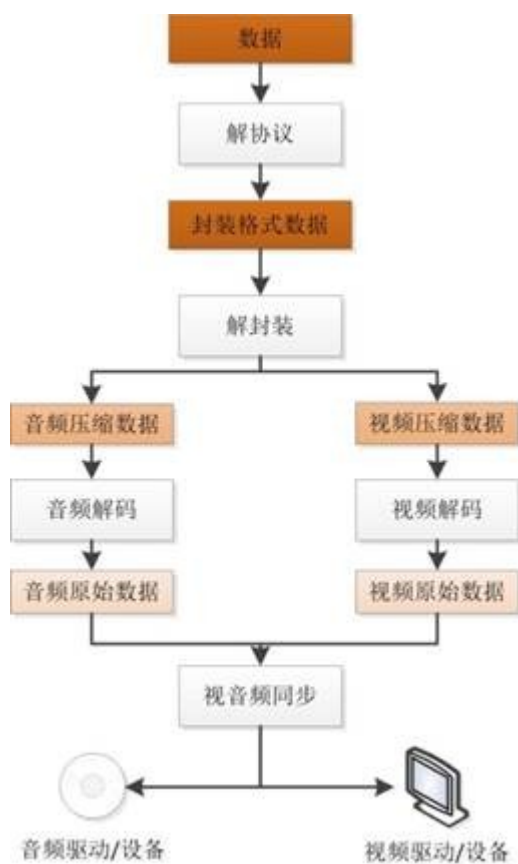 数据
解协议
封装格式数据
解封装
音频压缩数据
视频压缩数据
音频解码
视频解码
音频原始数据
视频原始数据
视音频同步
音频驱动/设备
视频驱动/设备